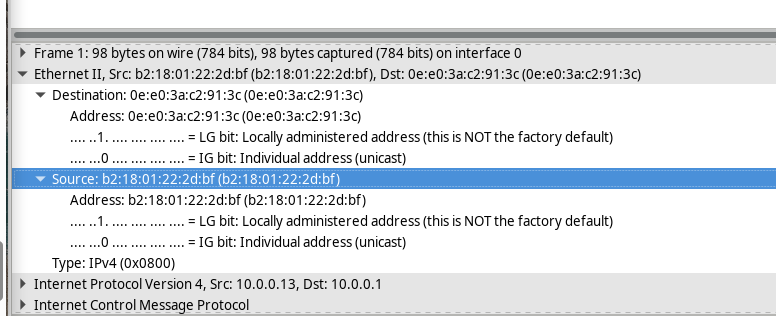 Frame 1: 98 bytes on wire (784 bits), 98 bytes captured (784 bits) on interface 0
Ethernet II, Src: b2:18:01:22:2d:bf (b2:18:01:22:2d:bf), Dst: 0e:e0:3a:c2:91:3c (0e:e0:3a:c2:91:3c)
Destination: 0e:e0:3a:c2:91:3c (0e:e0:3a:c2:91:3c)
Address: 0e:e0:3a:c2:91:3c (0e:e0:3a:c2:91:3c)
.... ..1. .... .... .... .... = LG bit: Locally administered address (this is NOT the factory default)
.... ...0 .... .... .... .... = IG bit: Individual address (unicast)
Source: b2:18:01:22:2d:bf (b2:18:01:22:2d:bf)
Address: b2:18:01:22:2d:bf (b2:18:01:22:2d:bf)
.... ..1. .... .... .... .... = LG bit: Locally administered address (this is NOT the factory default)
.... ...0 .... .... .... .... = IG bit: Individual address (unicast)
Type: IPv4 (0x0800)
Internet Protocol Version 4, Src: 10.0.0.13, Dst: 10.0.0.1
Internet Control Message Protocol